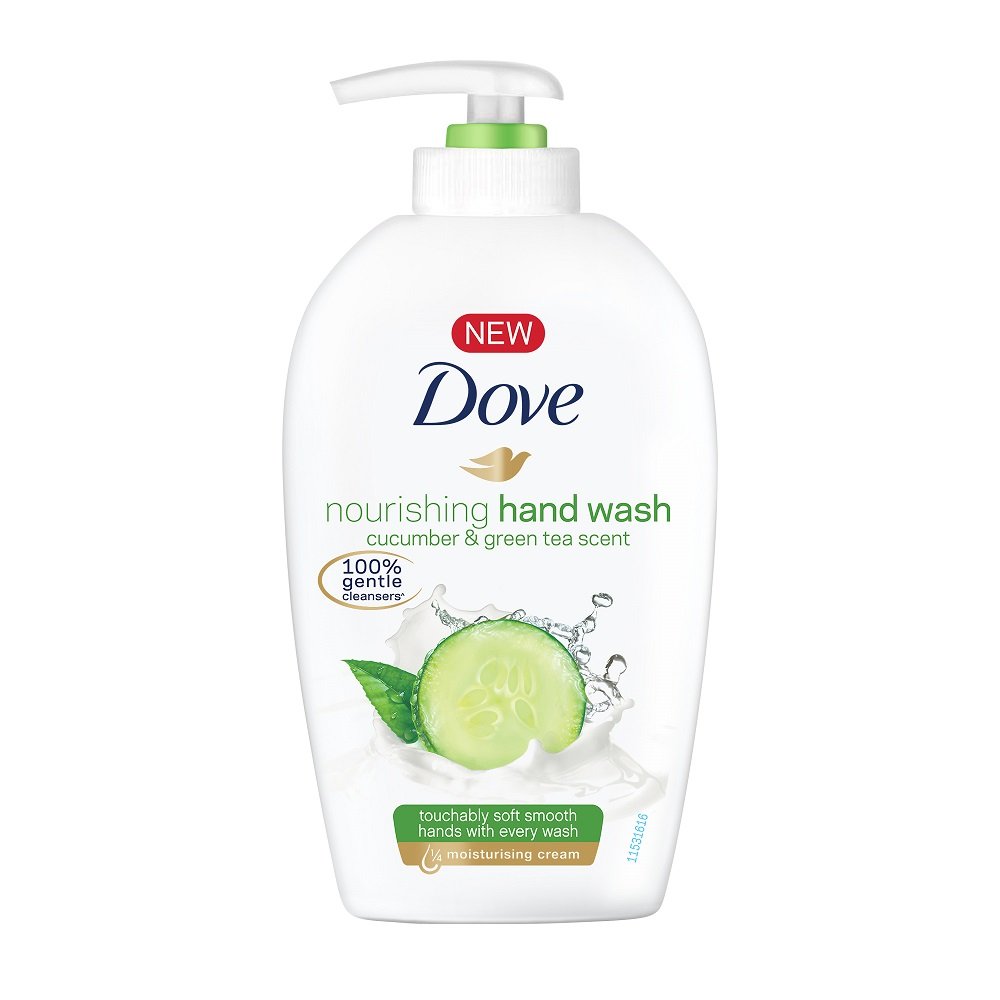 NEW
Dove
nourishing hand wash
cucumber & green tea scent
100%
gentle
cleansers^
touchably soft smooth
hands with every wash
¼ moisturising cream
11531616